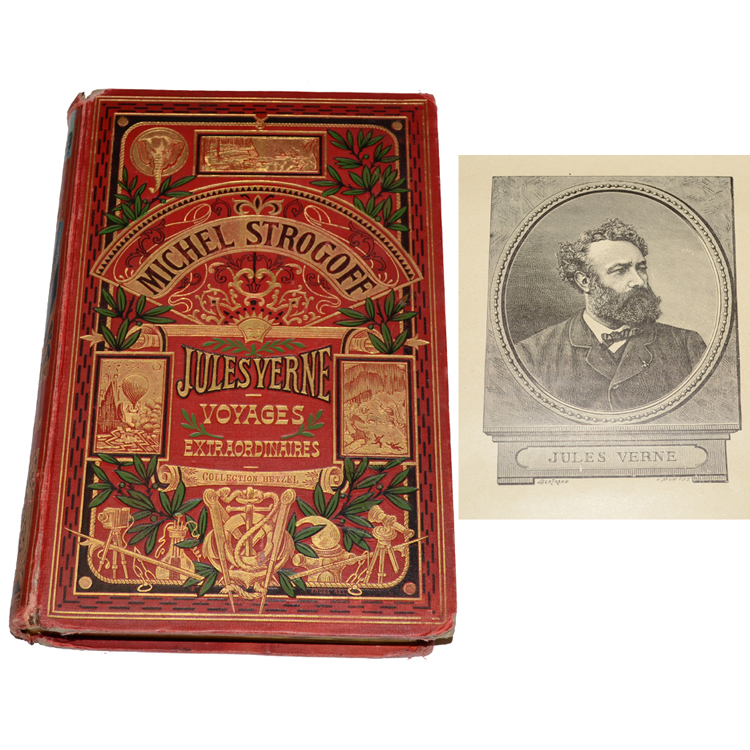 MICHEL STROGOFF
JULES VERNE
VOYAGES
EXTRAORDINAIRES
COLLECTION HETZEL
JULES VERNE